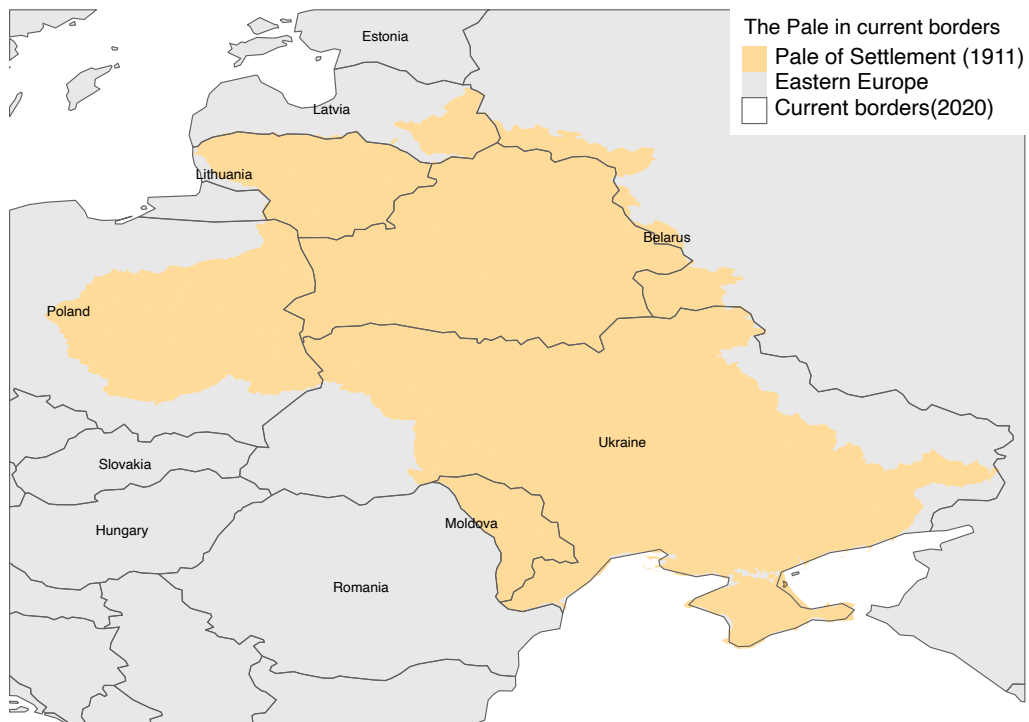 The Pale in current borders
Pale of Settlement (1911)
Eastern Europe
Current borders(2020)
Estonia
Latvia
Lithuania
Belarus
Poland
Ukraine
Slovakia
Moldova
Hungary
Romania